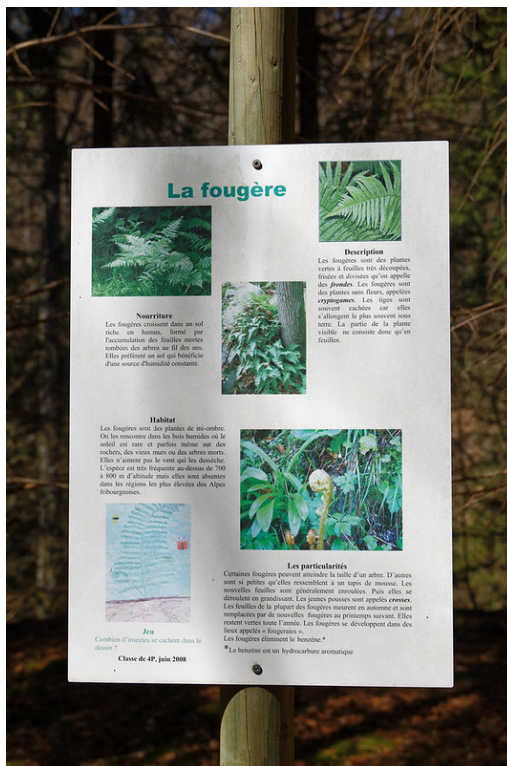 La fougère
Description
Les fougères sont des plantes
vertes à feuilles très découpées,
frisées et divisées qu'on appelle
des frondes. Les fougères sont
des plantes sans fleurs, appelées
cryptogames. Les tiges sont
souvent cachées car elles
s'allongent le plus souvent sous
terre. La partie de la plante
visible ne consiste donc qu'en
feuilles.
Nourriture
Les fougères croissent dans un sol
riche en humus, formé par
l'accumulation des feuilles mortes
tombées des arbres au fil des ans.
Elles préfèrent un sol qui bénéficie
d'une source d'humidité constante.
Habitat
Les fougères sont des plantes de mi-ombre.
On les rencontre dans les bois humides où le
soleil est rare et parfois même sur des
rochers, des vieux murs ou des arbres morts.
Elles n'aiment pas le vent qui les dessèche.
L'espèce est très fréquente au-dessus de 700
à 800 m d'altitude mais elles sont absentes
dans les régions les plus élevées des Alpes
fribourgeoises.
Les particularités
Certaines fougères peuvent atteindre la taille d'un arbre. D'autres
sont si petites qu'elles ressemblent à un tapis de mousse. Les
nouvelles feuilles sont généralement enroulées. Puis elles se
déroulent en grandissant. Les jeunes pousses sont appelés crosses.
Les feuilles de la plupart des fougères meurent en automne et sont
remplacées par de nouvelles fougères au printemps suivant. Elles
restent vertes toute l'année. Les fougères se développent dans des
lieux appelés « fougeraies ».
Les fougères éliminent le benzène.*
*Le benzène est un hydrocarbure aromatique
Jeu
Combien d'insectes se cachent dans le
dessin ?
Classe de 4P, juin 2008